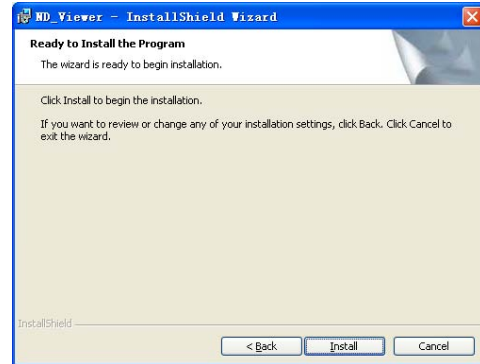 ND_Viewer - InstallShield Wizard
Ready to Install the Program
The wizard is ready to begin installation.
Click Install to begin the installation.
If you want to review or change any of your installation settings, click Back. Click Cancel to
exit the wizard.
InstallShield
< Back Install Cancel